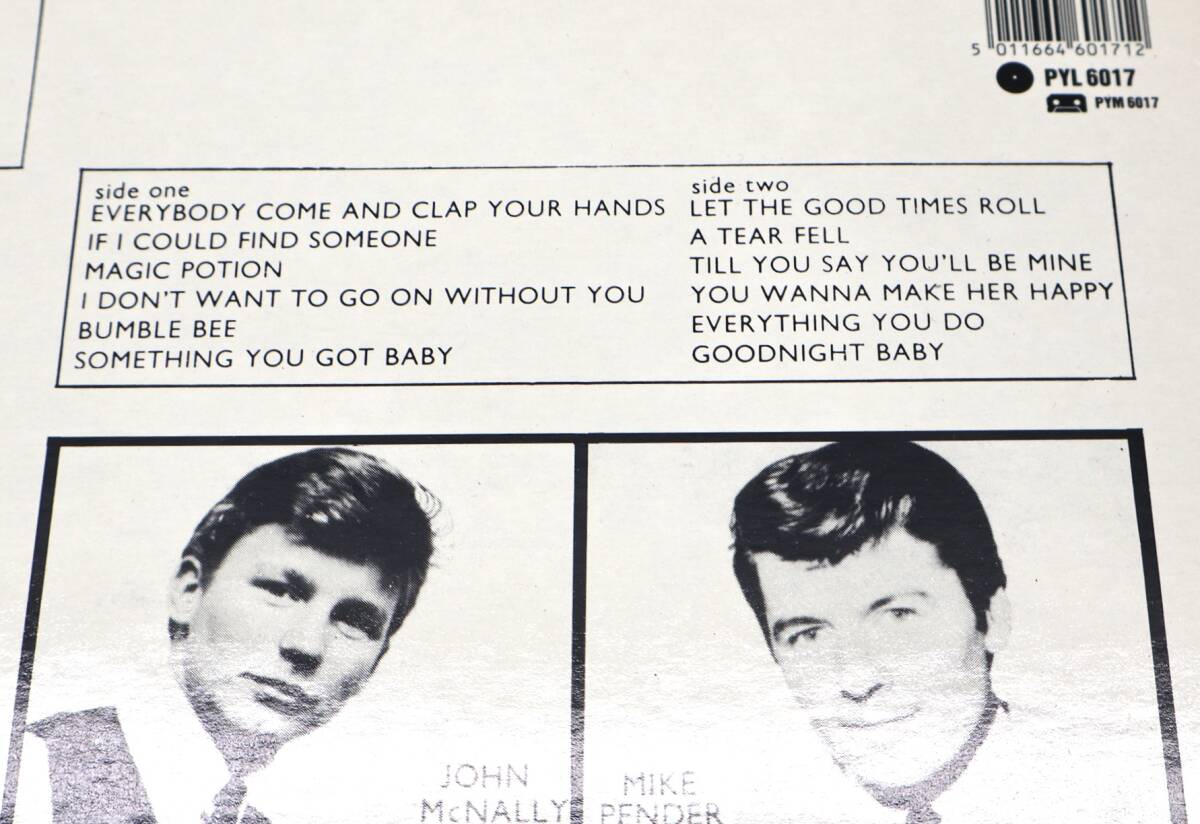 5 011664 601712
PYL 6017
PYM 6017
side one
EVERYBODY COME AND CLAP YOUR HANDS
IF I COULD FIND SOMEONE
MAGIC POTION
I DON'T WANT TO GO ON WITHOUT YOU
BUMBLE BEE
SOMETHING YOU GOT BABY
side two
LET THE GOOD TIMES ROLL
A TEAR FELL
TILL YOU SAY YOU'LL BE MINE
YOU WANNA MAKE HER HAPPY
EVERYTHING YOU DO
GOODNIGHT BABY
JOHN
McNALLY
MIKE
PENDER